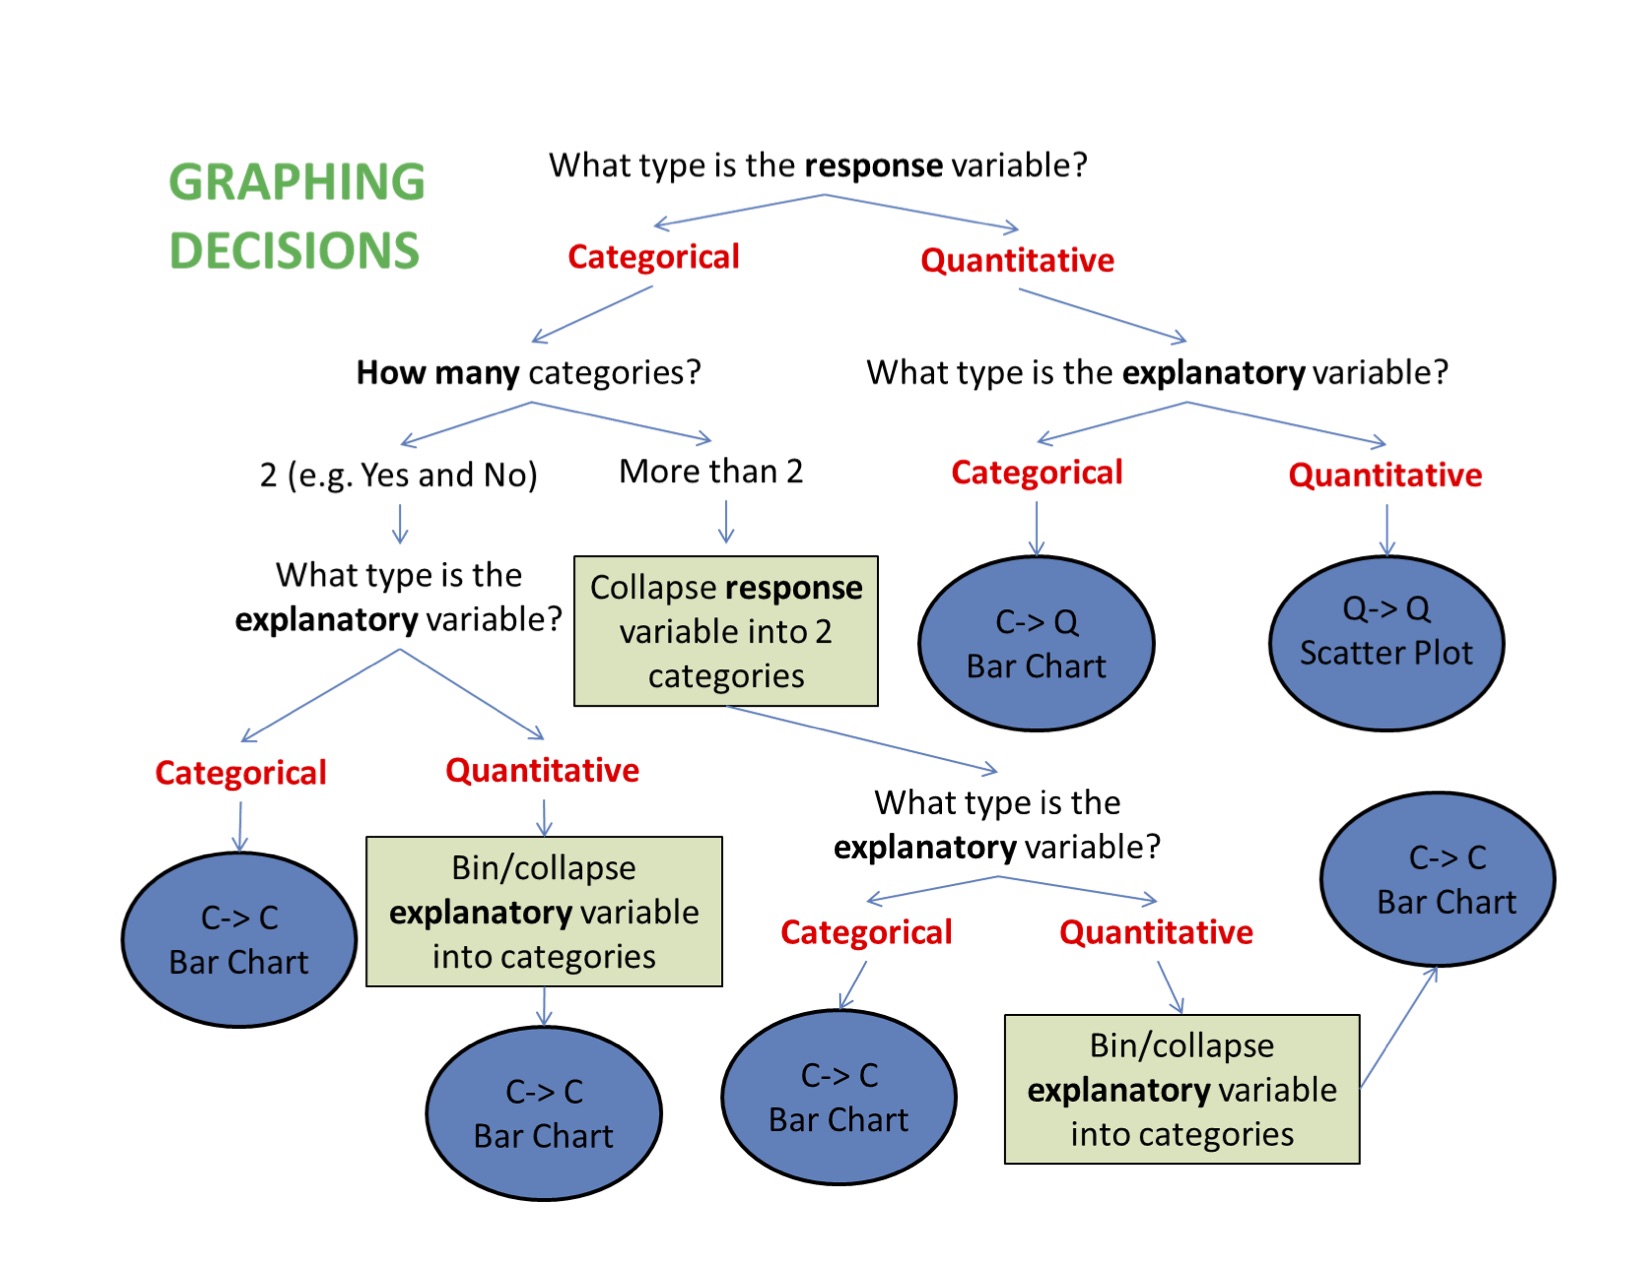 GRAPHING
DECISIONS
What type is the response variable?
Categorical
Quantitative
How many categories?
What type is the explanatory variable?
2 (e.g. Yes and No)
More than 2
Categorical
Quantitative
What type is the
explanatory variable?
Collapse response
variable into 2
categories
C-> Q
Bar Chart
Q-> Q
Scatter Plot
Categorical
Quantitative
What type is the
explanatory variable?
C-> C
Bar Chart
Bin/collapse
explanatory variable
into categories
C-> C
Bar Chart
Categorical
Quantitative
C-> C
Bar Chart
C-> C
Bar Chart
Bin/collapse
explanatory variable
into categories